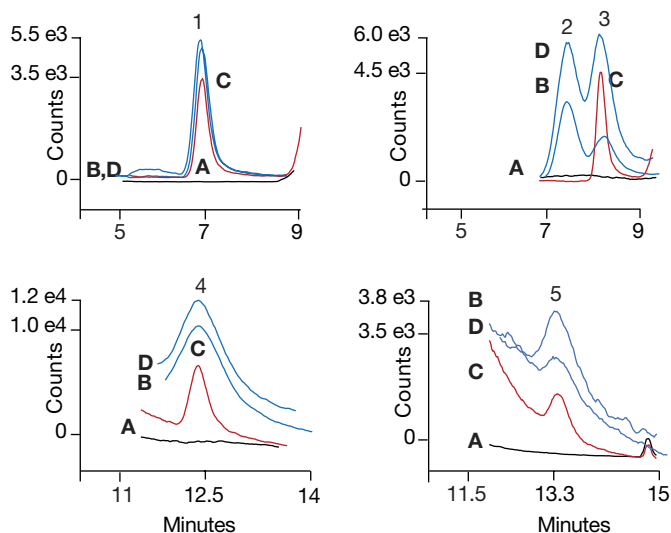 1
5.5 e3
3.5 e3
C
B,D
A
0
Counts
5
7
9
2
3
6.0 e3
D
4.5 e3
C
B
A
0
Counts
5
7
9
4
1.2 e4
1.0 e4
D
C
B
A
0
Counts
11
12.5
14
Minutes
5
3.8 e3
B
3.5 e3
D
C
A
0
Counts
11.5
13.3
15
Minutes